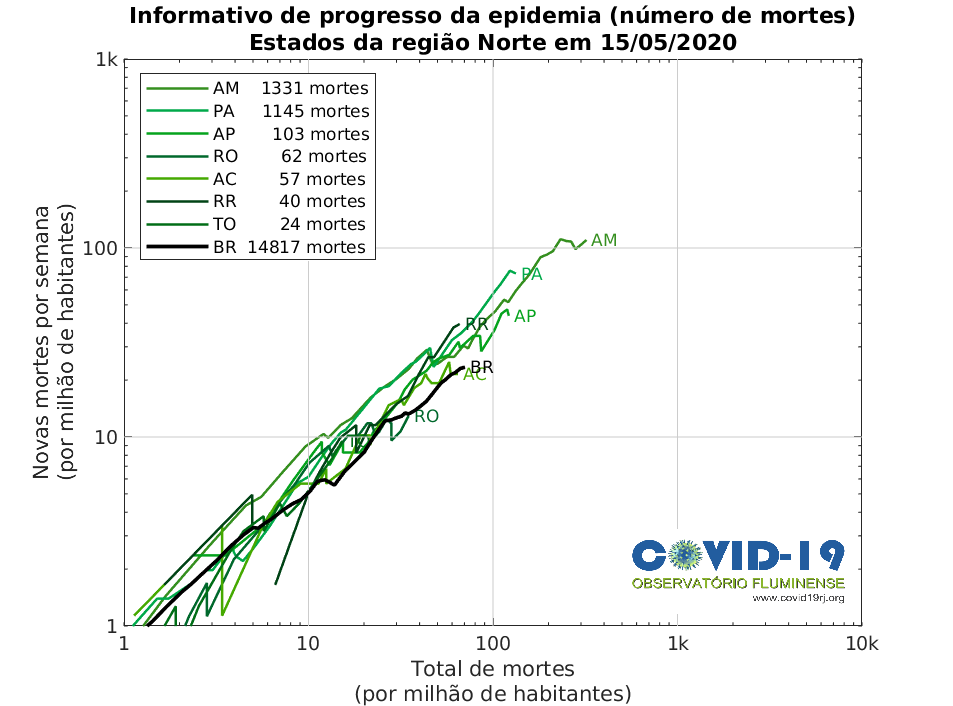 Informativo de progresso da epidemia (número de mortes)
Estados da região Norte em 15/05/2020
1k
100
10
1
Novas mortes por semana
(por milhão de habitantes)
AM 1331 mortes
PA 1145 mortes
AP 103 mortes
RO 62 mortes
AC 57 mortes
RR 40 mortes
TO 24 mortes
BR 14817 mortes
AM
PA
AP
RR
BR
AC
RO
TO
COVID-19
OBSERVATÓRIO FLUMINENSE
www.covid19rj.org
1
10
100
1k
10k
Total de mortes
(por milhão de habitantes)